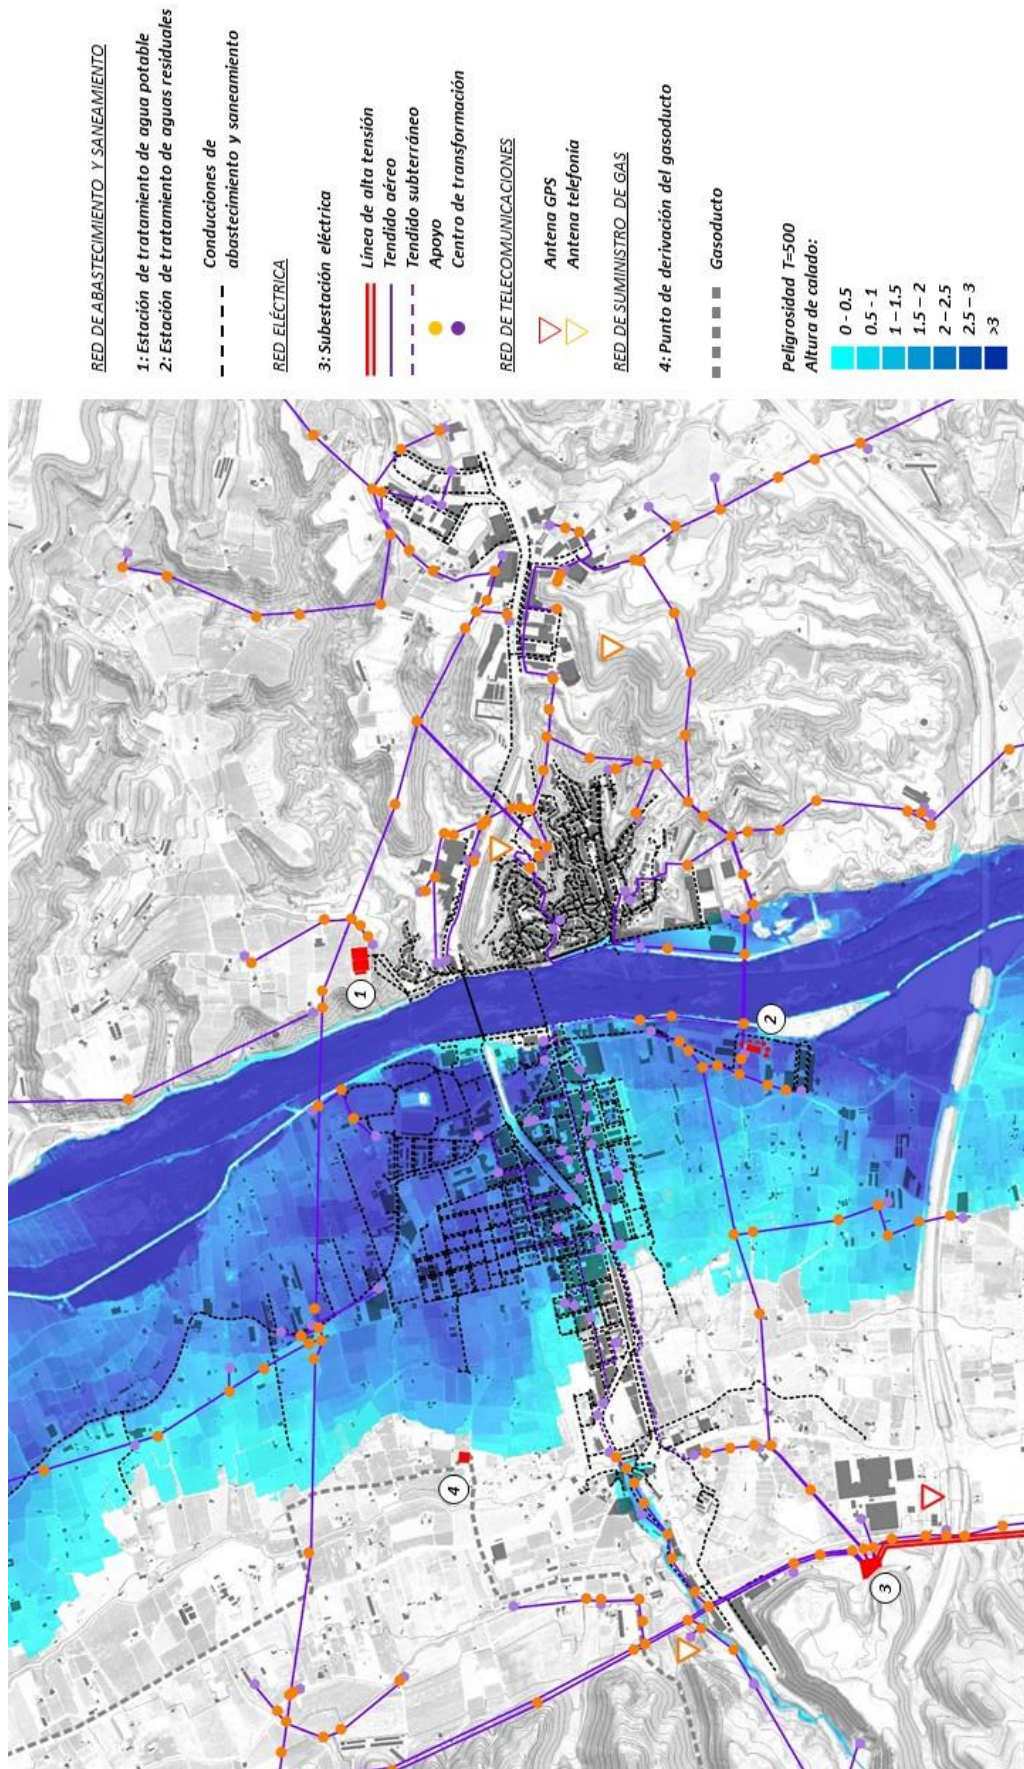 RED DE ABASTECIMIENTO Y SANEAMIENTO
1: Estación de tratamiento de agua potable
2: Estación de tratamiento de aguas residuales
Conducciones de
abastecimiento y saneamiento
RED ELÉCTRICA
3: Subestación eléctrica
Línea de alta tensión
Tendido aéreo
Tendido subterráneo
Apoyo
Centro de transformación
RED DE TELECOMUNICACIONES
Antena GPS
Antena telefonía
RED DE SUMINISTRO DE GAS
4: Punto de derivación del gasoducto
Gasoducto
Peligrosidad T=500
Altura de calado:
0 - 0.5
0.5 - 1
1 – 1.5
1.5 – 2
2 – 2.5
2.5 – 3
>3
1
2
4
3